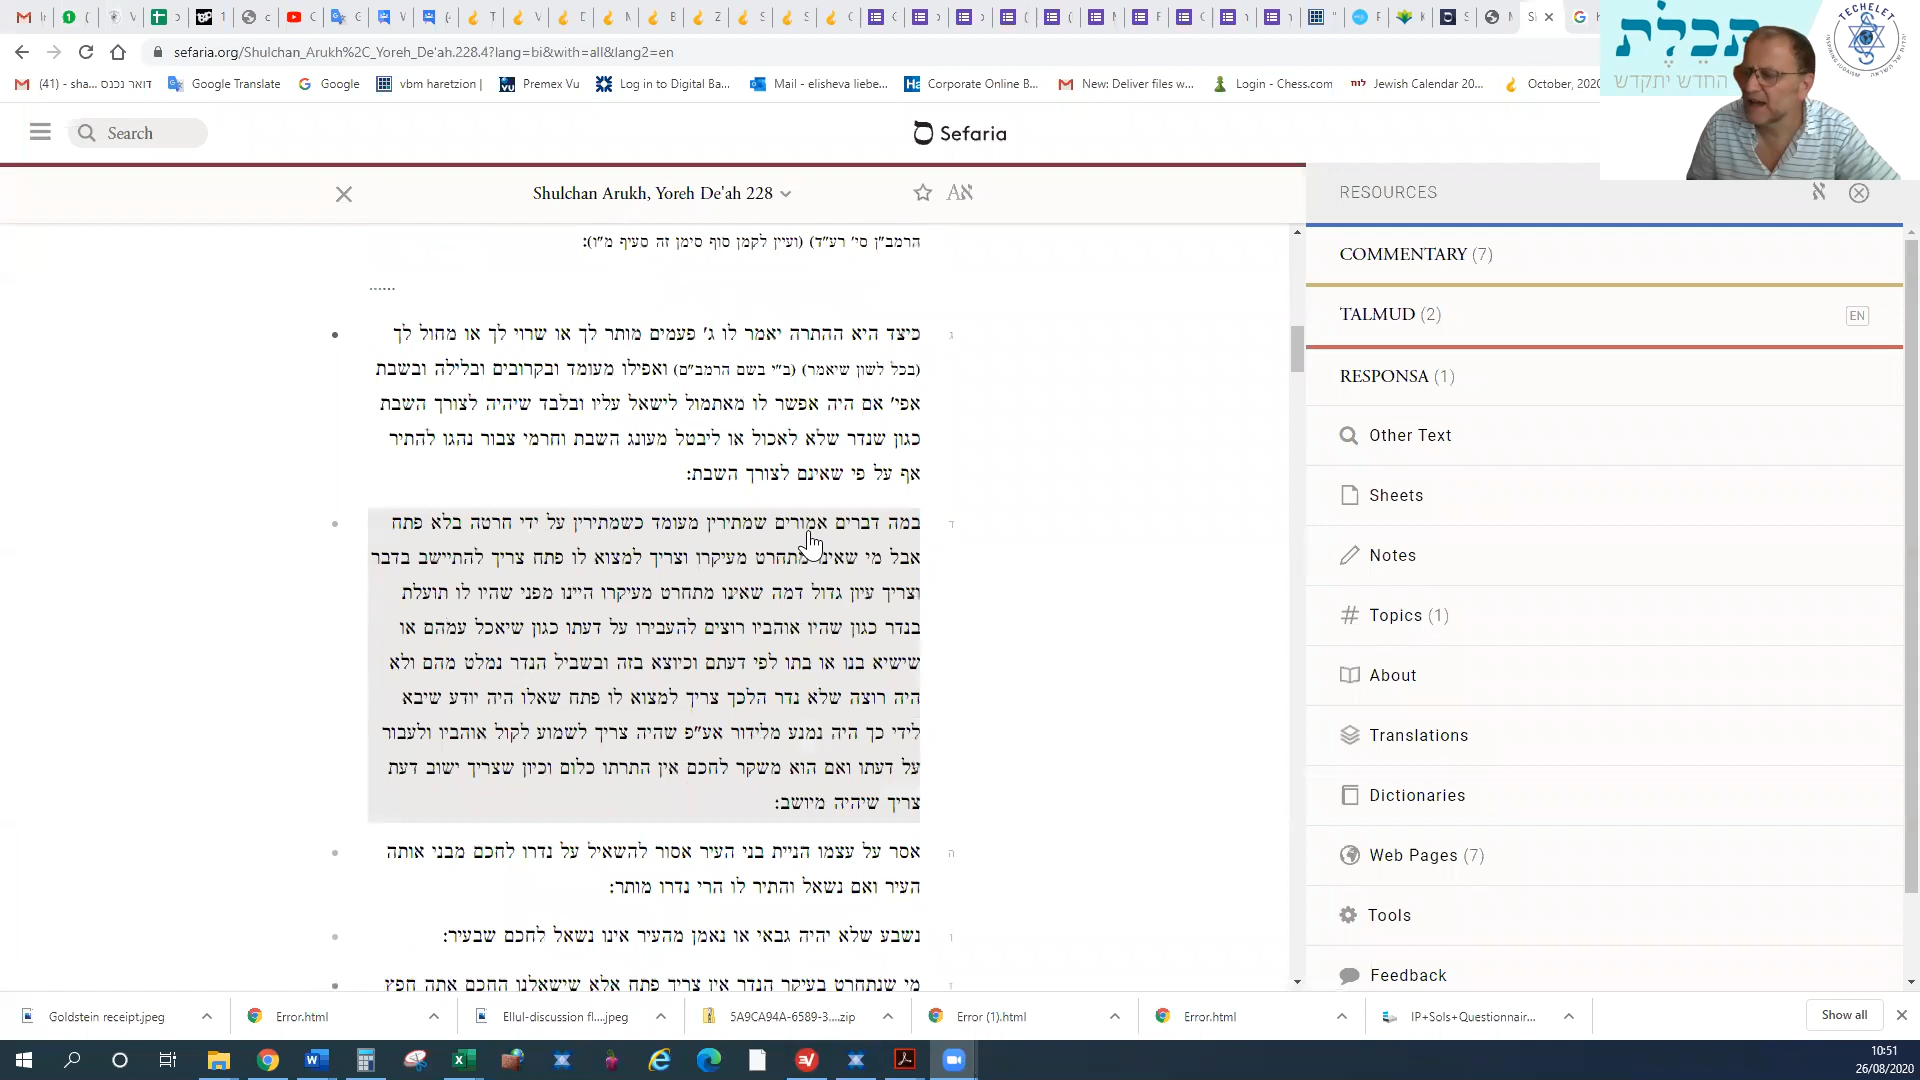 sefaria.org/Shulchan_Arukh%2C_Yoreh_De'ah.228.4?lang=bi&with=all&lang2=en
(41) - sha... דואר נכנס
Google Translate
Google
vbm haretzion |
Premex Vu
Log in to Digital Ba...
Mail - elisheva liebe...
Corporate Online B...
New: Deliver files w...
Login - Chess.com
Jewish Calendar 20...
October, 2020
תכלת
החדש יתקדש
TECHELET
Search
Sefaria
Shulchan Arukh, Yoreh De'ah 228
RESOURCES
הרמב"ן סי' רע"ד) (ועיין לקמן סוף סימן זה סעיף מ"ו):
......
ג
כיצד היא ההתרה יאמר לו ג' פעמים מותר לך או שרוי לך או מחול לך
(בכל לשון שיאמר) (ב"י בשם הרמב"ם) ואפילו מעומד ובקרובים ובלילה ובשבת
אפי' אם היה אפשר לו מאתמול לישאל עליו ובלבד שיהיה לצורך השבת
כגון שנדר שלא לאכול או ליבטל מעונג השבת וחרמי צבור נהגו להתיר
אף על פי שאינם לצורך השבת:
ד
במה דברים אמורים שמתירין מעומד כשמתירין על ידי חרטה בלא פתח
אבל מי שאינו מתחרט מעיקרו וצריך למצוא לו פתח צריך להתיישב בדבר
וצריך עיון גדול דמה שאינו מתחרט מעיקרו היינו מפני שהיו לו תועלת
בנדר כגון שהיו אוהביו רוצים להעבירו על דעתו כגון שיאכל עמהם או
שישיא בנו או בתו לפי דעתם וכיוצא בזה ובשביל הנדר נמלט מהם ולא
היה רוצה שלא נדר הלכך צריך למצוא לו פתח שאלו היה יודע שיבא
לידי כך היה נמנע מלידור אע"פ שהיה צריך לשמוע לקול אוהביו ולעבור
על דעתו ואם הוא משקר לחכם אין התרתו כלום וכיון שצריך ישוב דעת
צריך שיהיה מיושב:
ה
אסר על עצמו הניית בני העיר אסור להשאיל על נדרו לחכם מבני אותה
העיר ואם נשאל והתיר לו הרי נדרו מותר:
ו
נשבע שלא יהיה גבאי או נאמן מהעיר אינו נשאל לחכם שבעיר:
ז
מי שנתחרט בעיקר הנדר אין צריך פתח אלא שישאלנו החכם אתה חפץ
COMMENTARY (7)
TALMUD (2)
EN
RESPONSA (1)
Other Text
Sheets
Notes
Topics (1)
About
Translations
Dictionaries
Web Pages (7)
Tools
Feedback
Goldstein receipt.jpeg
Error.html
Ellul-discussion fl....jpeg
5A9CA94A-6589-3....zip
Error (1).html
Error.html
IP+Sols+Questionnair...
Show all
10:51
26/08/2020